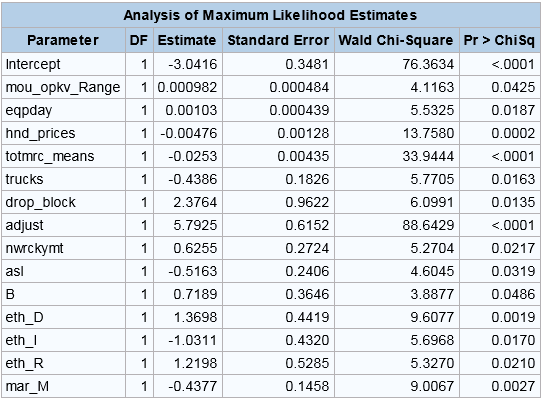 Analysis of Maximum Likelihood Estimates
Parameter DF Estimate Standard Error Wald Chi-Square Pr > ChiSq
Intercept 1 -3.0416 0.3481 76.3634 <.0001
mou_opkv_Range 1 0.000982 0.000484 4.1163 0.0425
eqpday 1 0.00103 0.000439 5.5325 0.0187
hnd_prices 1 -0.00476 0.00128 13.7580 0.0002
totmrc_means 1 -0.0253 0.00435 33.9444 <.0001
trucks 1 -0.4386 0.1826 5.7705 0.0163
drop_block 1 2.3764 0.9622 6.0991 0.0135
adjust 1 5.7925 0.6152 88.6429 <.0001
nwrckymt 1 0.6255 0.2724 5.2704 0.0217
asl 1 -0.5163 0.2406 4.6045 0.0319
B 1 0.7189 0.3646 3.8877 0.0486
eth_D 1 1.3698 0.4419 9.6077 0.0019
eth_I 1 -1.0311 0.4320 5.6968 0.0170
eth_R 1 1.2198 0.5285 5.3270 0.0210
mar_M 1 -0.4377 0.1458 9.0067 0.0027